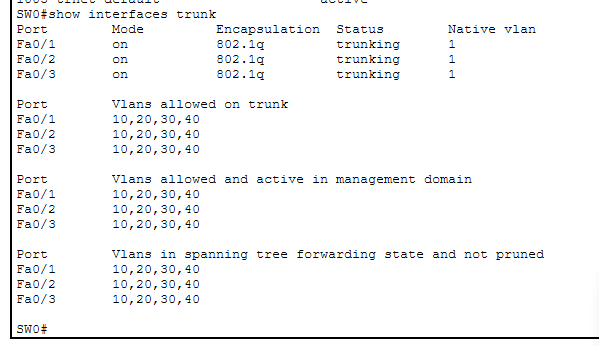 SW0#show interfaces trunk
Port        Mode         Encapsulation  Status        Native vlan
Fa0/1       on           802.1q         trunking      1
Fa0/2       on           802.1q         trunking      1
Fa0/3       on           802.1q         trunking      1
Port        Vlans allowed on trunk
Fa0/1       10,20,30,40
Fa0/2       10,20,30,40
Fa0/3       10,20,30,40
Port        Vlans allowed and active in management domain
Fa0/1       10,20,30,40
Fa0/2       10,20,30,40
Fa0/3       10,20,30,40
Port        Vlans in spanning tree forwarding state and not pruned
Fa0/1       10,20,30,40
Fa0/2       10,20,30,40
Fa0/3       10,20,30,40
SW0#